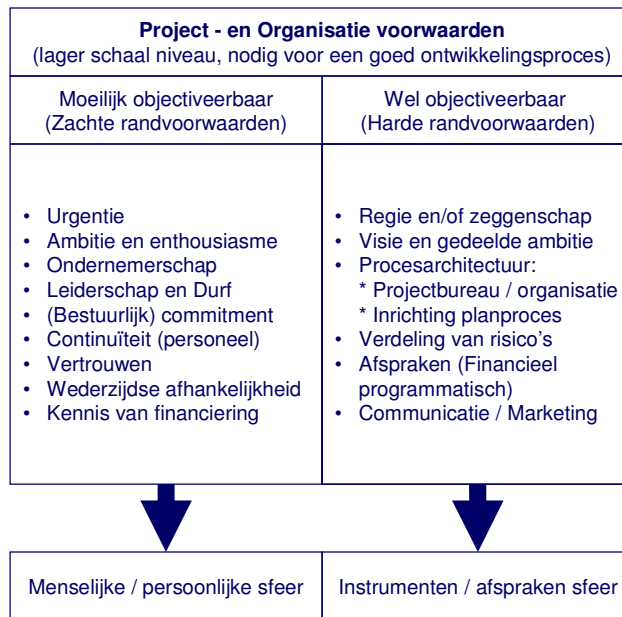 Project - en Organisatie voorwaarden
(lager schaal niveau, nodig voor een goed ontwikkelingsproces)
Moeilijk objectiveerbaar
(Zachte randvoorwaarden)
Wel objectiveerbaar
(Harde randvoorwaarden)
• Urgentie
• Ambitie en enthousiasme
• Ondernemerschap
• Leiderschap en Durf
• (Bestuurlijk) commitment
• Continuïteit (personeel)
• Vertrouwen
• Wederzijdse afhankelijkheid
• Kennis van financiering
• Regie en/of zeggenschap
• Visie en gedeelde ambitie
• Procesarchitectuur:
* Projectbureau / organisatie
* Inrichting planproces
• Verdeling van risico's
• Afspraken (Financieel
programmatisch)
• Communicatie / Marketing
Menselijke / persoonlijke sfeer
Instrumenten / afspraken sfeer